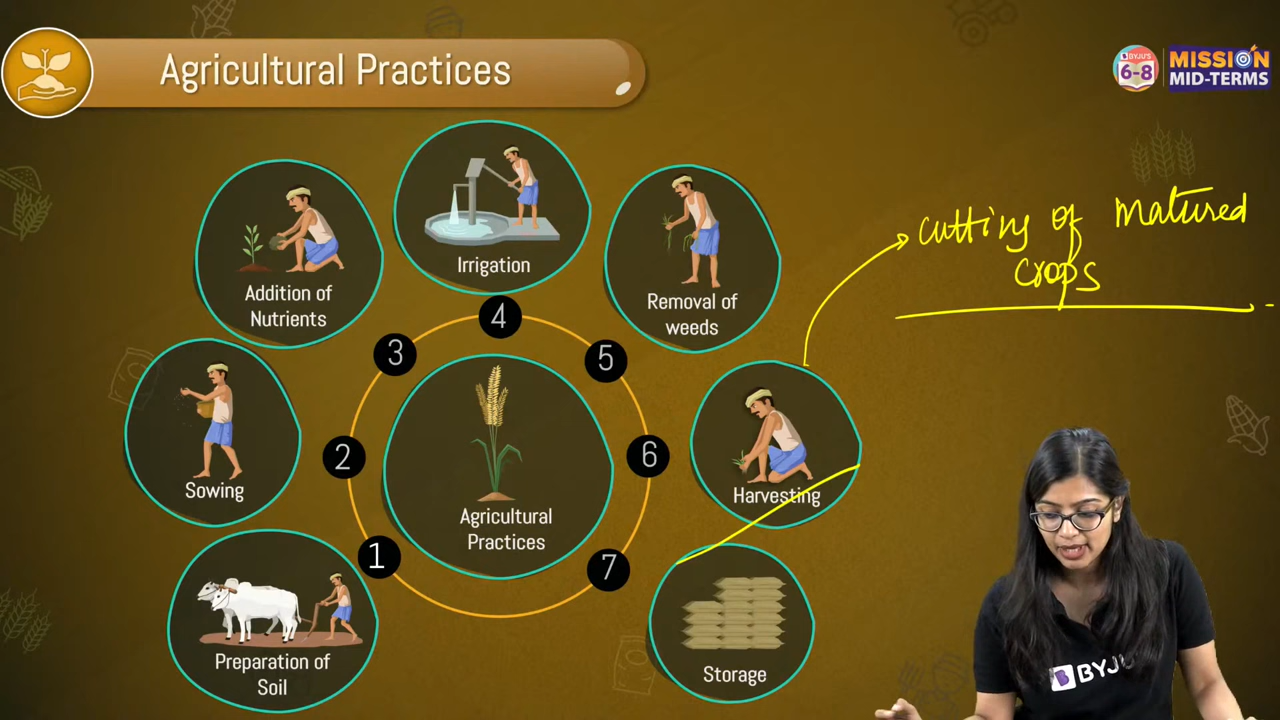 Agricultural Practices
BYJU'S
6-8
MISSION
MID-TERMS
Irrigation
Addition of
Nutrients
Removal of
weeds
4
3
5
cutting of matured
crops
2
6
Sowing
Harvesting
Agricultural
Practices
1
7
Preparation of
Soil
Storage
BYJU'S